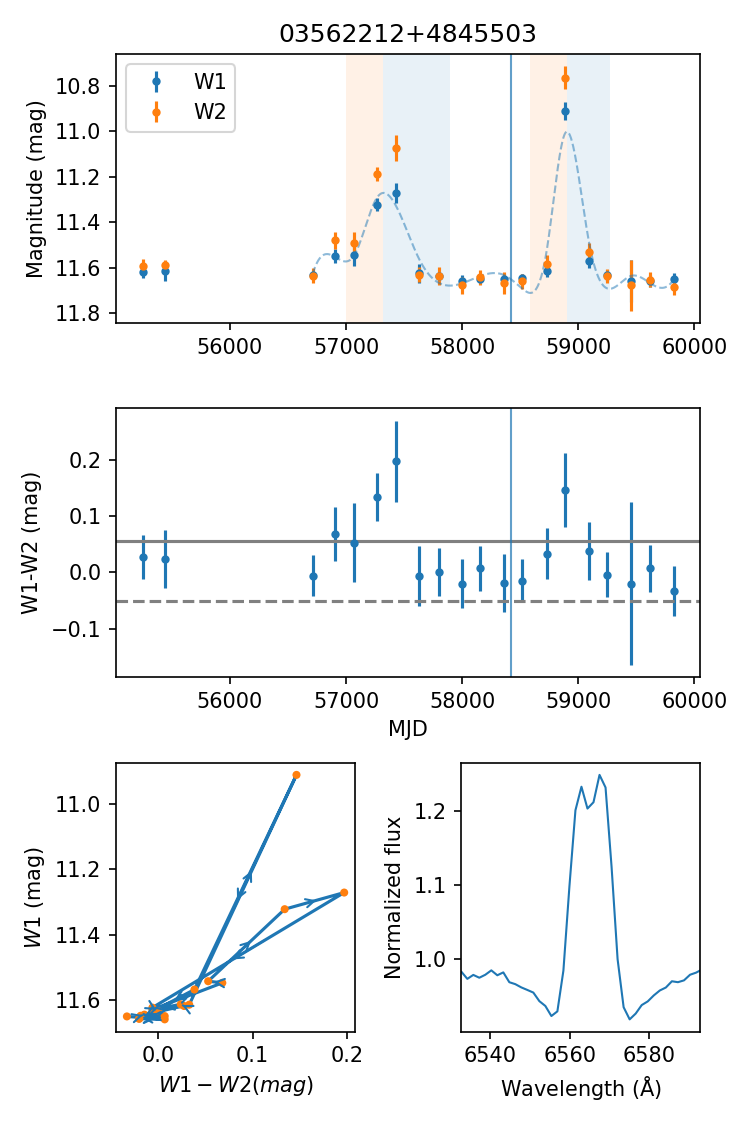 03562212+4845503
W1
W2
Magnitude (mag)
10.8
11.0
11.2
11.4
11.6
11.8
56000 57000 58000 59000 60000
W1-W2 (mag)
0.2
0.1
0.0
−0.1
56000 57000 58000 59000 60000
MJD
W1 (mag)
11.0
11.2
11.4
11.6
0.0 0.1 0.2
W1 − W2(mag)
Normalized flux
1.2
1.1
1.0
6540 6560 6580
Wavelength (Å)